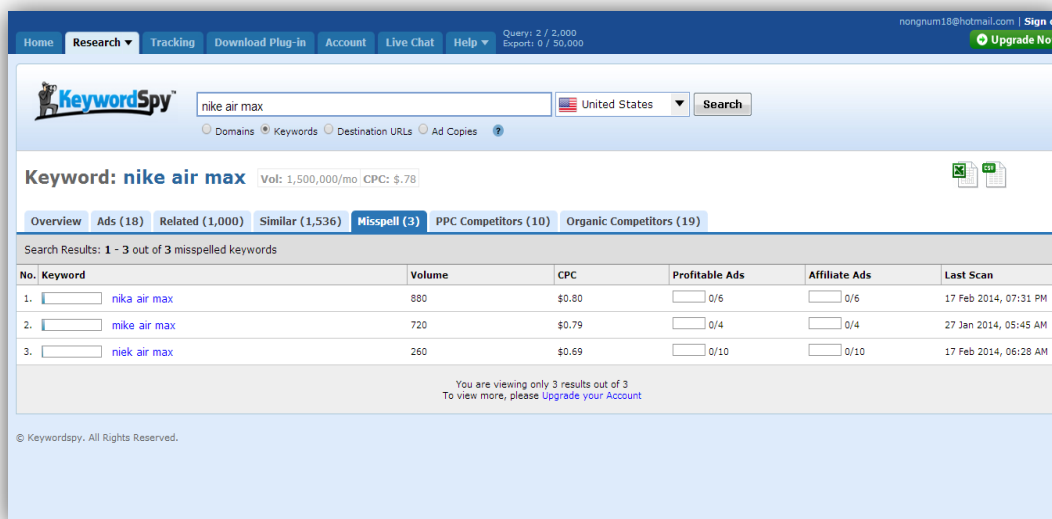 nongnum18@hotmail.com | Sign
Home Research ▼ Tracking Download Plug-in Account Live Chat Help ▼ Query: 2 / 2,000
Export: 0 / 50,000
Upgrade No
KeywordSpy™
nike air max United States ▼ Search
Domains Keywords Destination URLs Ad Copies ?
Keyword: nike air max Vol: 1,500,000/mo CPC: $.78
CSV
Overview Ads (18) Related (1,000) Similar (1,536) Misspell (3) PPC Competitors (10) Organic Competitors (19)
Search Results: 1 - 3 out of 3 misspelled keywords
No. Keyword Volume CPC Profitable Ads Affiliate Ads Last Scan
1. nika air max 880 $0.80 0/6 0/6 17 Feb 2014, 07:31 PM
2. mike air max 720 $0.79 0/4 0/4 27 Jan 2014, 05:45 AM
3. niek air max 260 $0.69 0/10 0/10 17 Feb 2014, 06:28 AM
You are viewing only 3 results out of 3
To view more, please Upgrade your Account
© Keywordspy. All Rights Reserved.